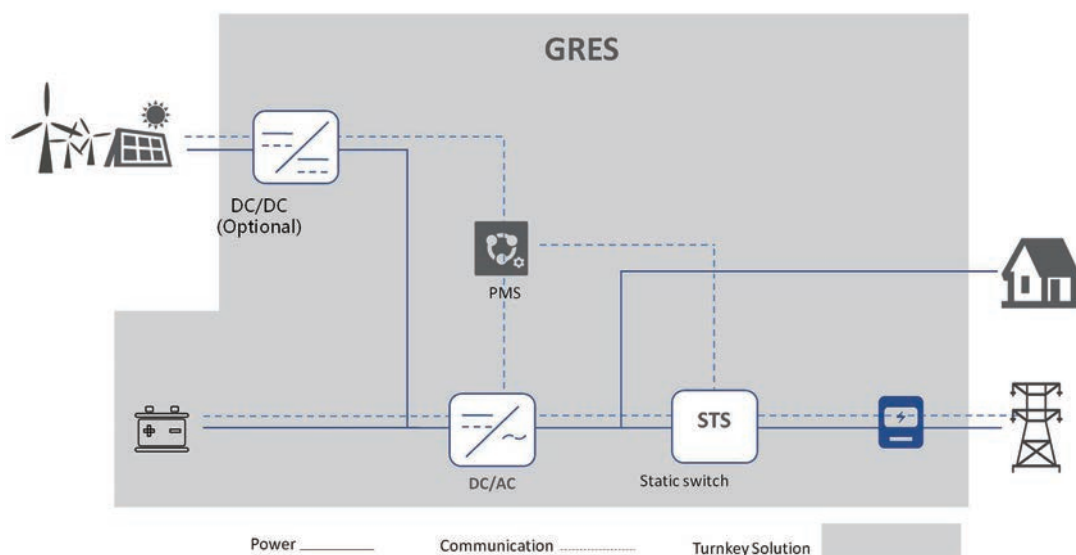 GRES
DC/DC
(Optional)
PMS
STS
DC/AC
Static switch
Power
Communication
Turnkey Solution